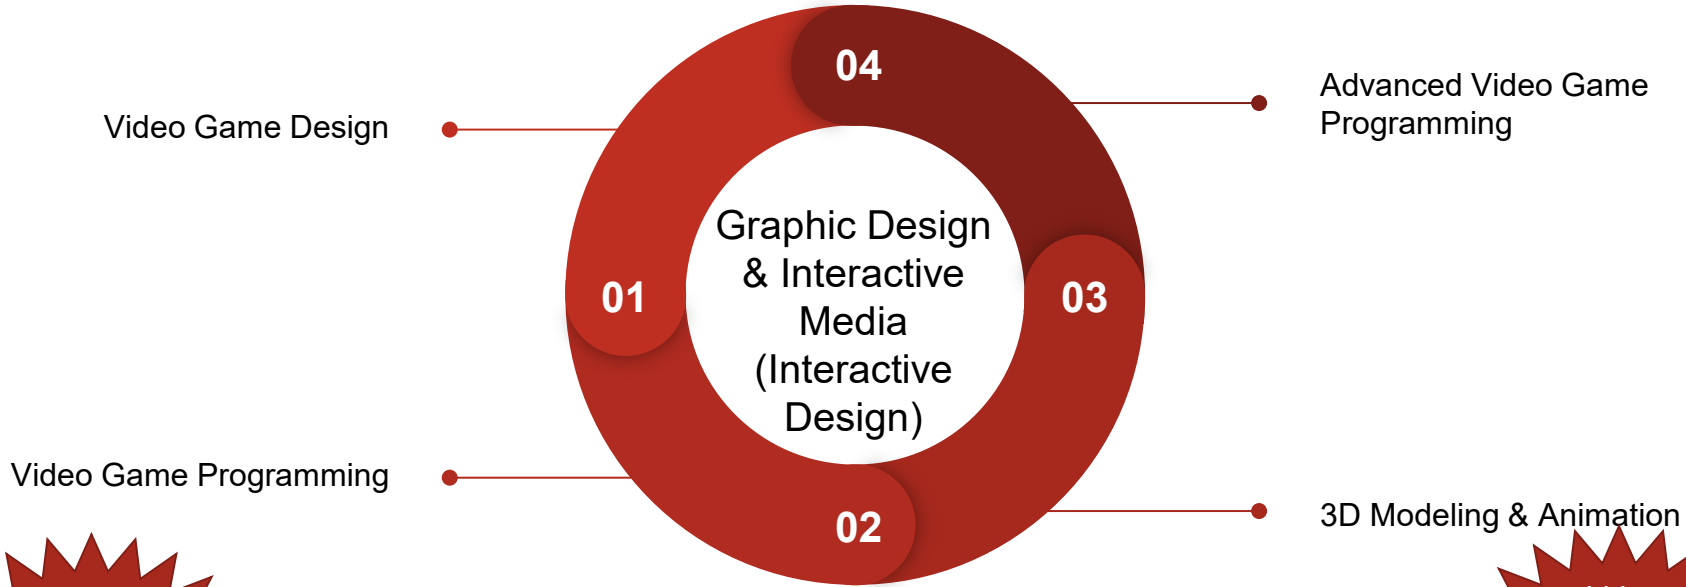 04
Advanced Video Game
Programming
Video Game Design
Graphic Design
& Interactive
Media
(Interactive
Design)
01
03
Video Game Programming
02
3D Modeling & Animation